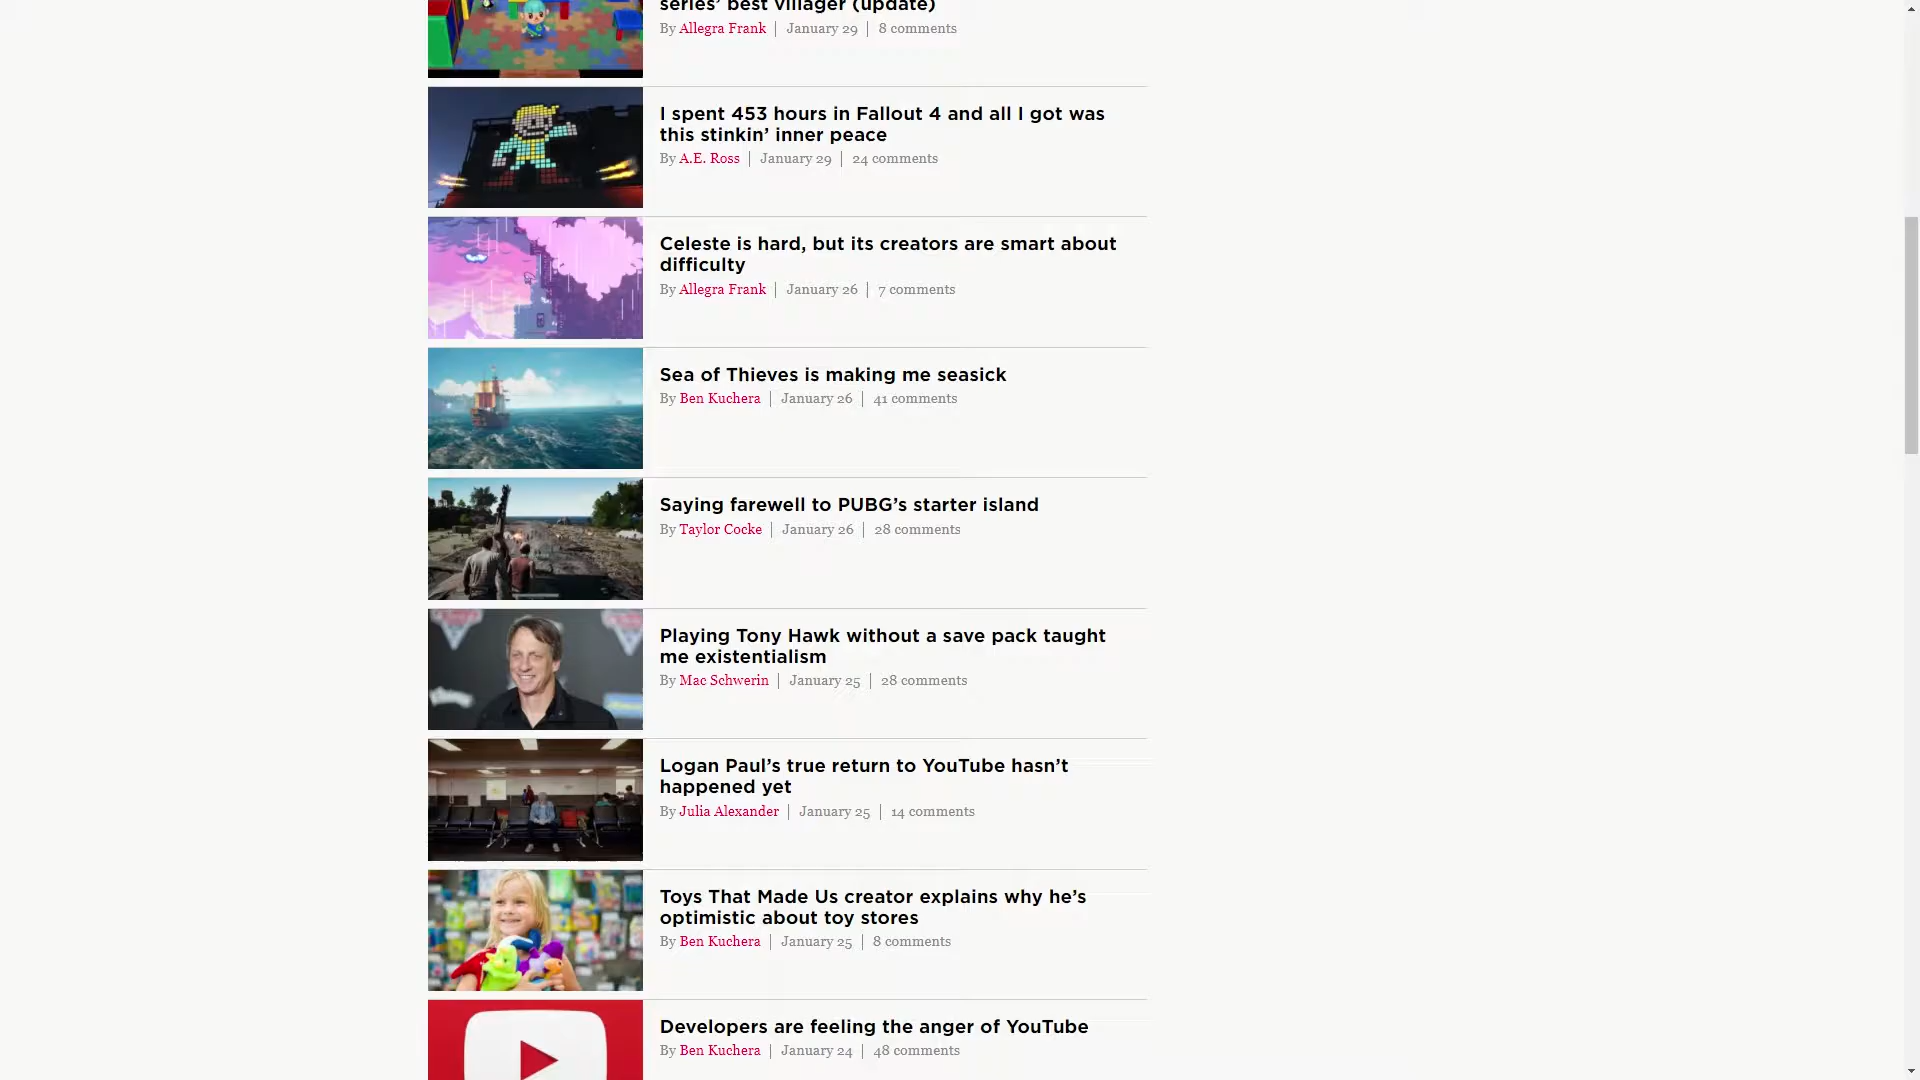 series’ best villager (update)
By Allegra Frank | January 29 | 8 comments
I spent 453 hours in Fallout 4 and all I got was
this stinkin’ inner peace
By A.E. Ross | January 29 | 24 comments
Celeste is hard, but its creators are smart about
difficulty
By Allegra Frank | January 26 | 7 comments
Sea of Thieves is making me seasick
By Ben Kuchera | January 26 | 41 comments
Saying farewell to PUBG’s starter island
By Taylor Cocke | January 26 | 28 comments
Playing Tony Hawk without a save pack taught
me existentialism
By Mac Schwerin | January 25 | 28 comments
Logan Paul’s true return to YouTube hasn’t
happened yet
By Julia Alexander | January 25 | 14 comments
Toys That Made Us creator explains why he’s
optimistic about toy stores
By Ben Kuchera | January 25 | 8 comments
Developers are feeling the anger of YouTube
By Ben Kuchera | January 24 | 48 comments